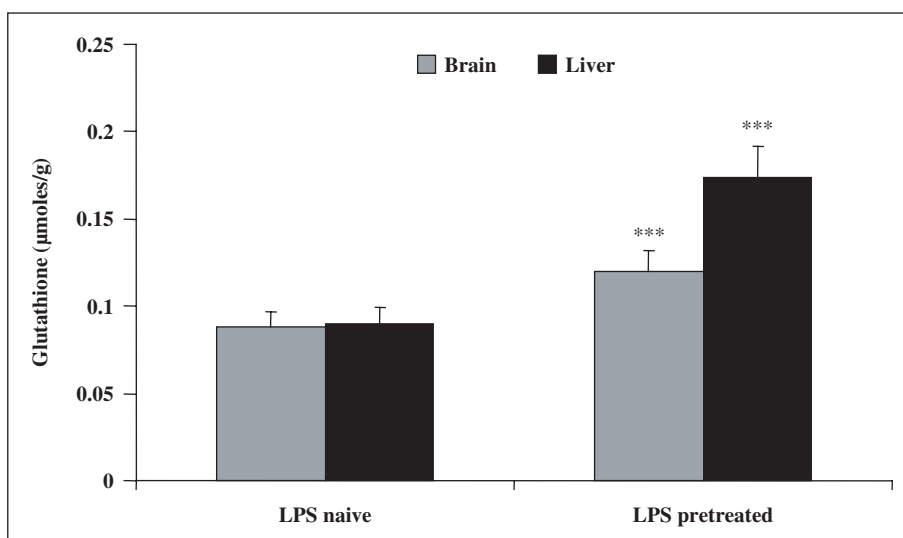 0.25
Brain Liver
***
0.2
***
0.15
0.1
0.05
0
Glutathione (μmoles/g)
LPS naive LPS pretreated